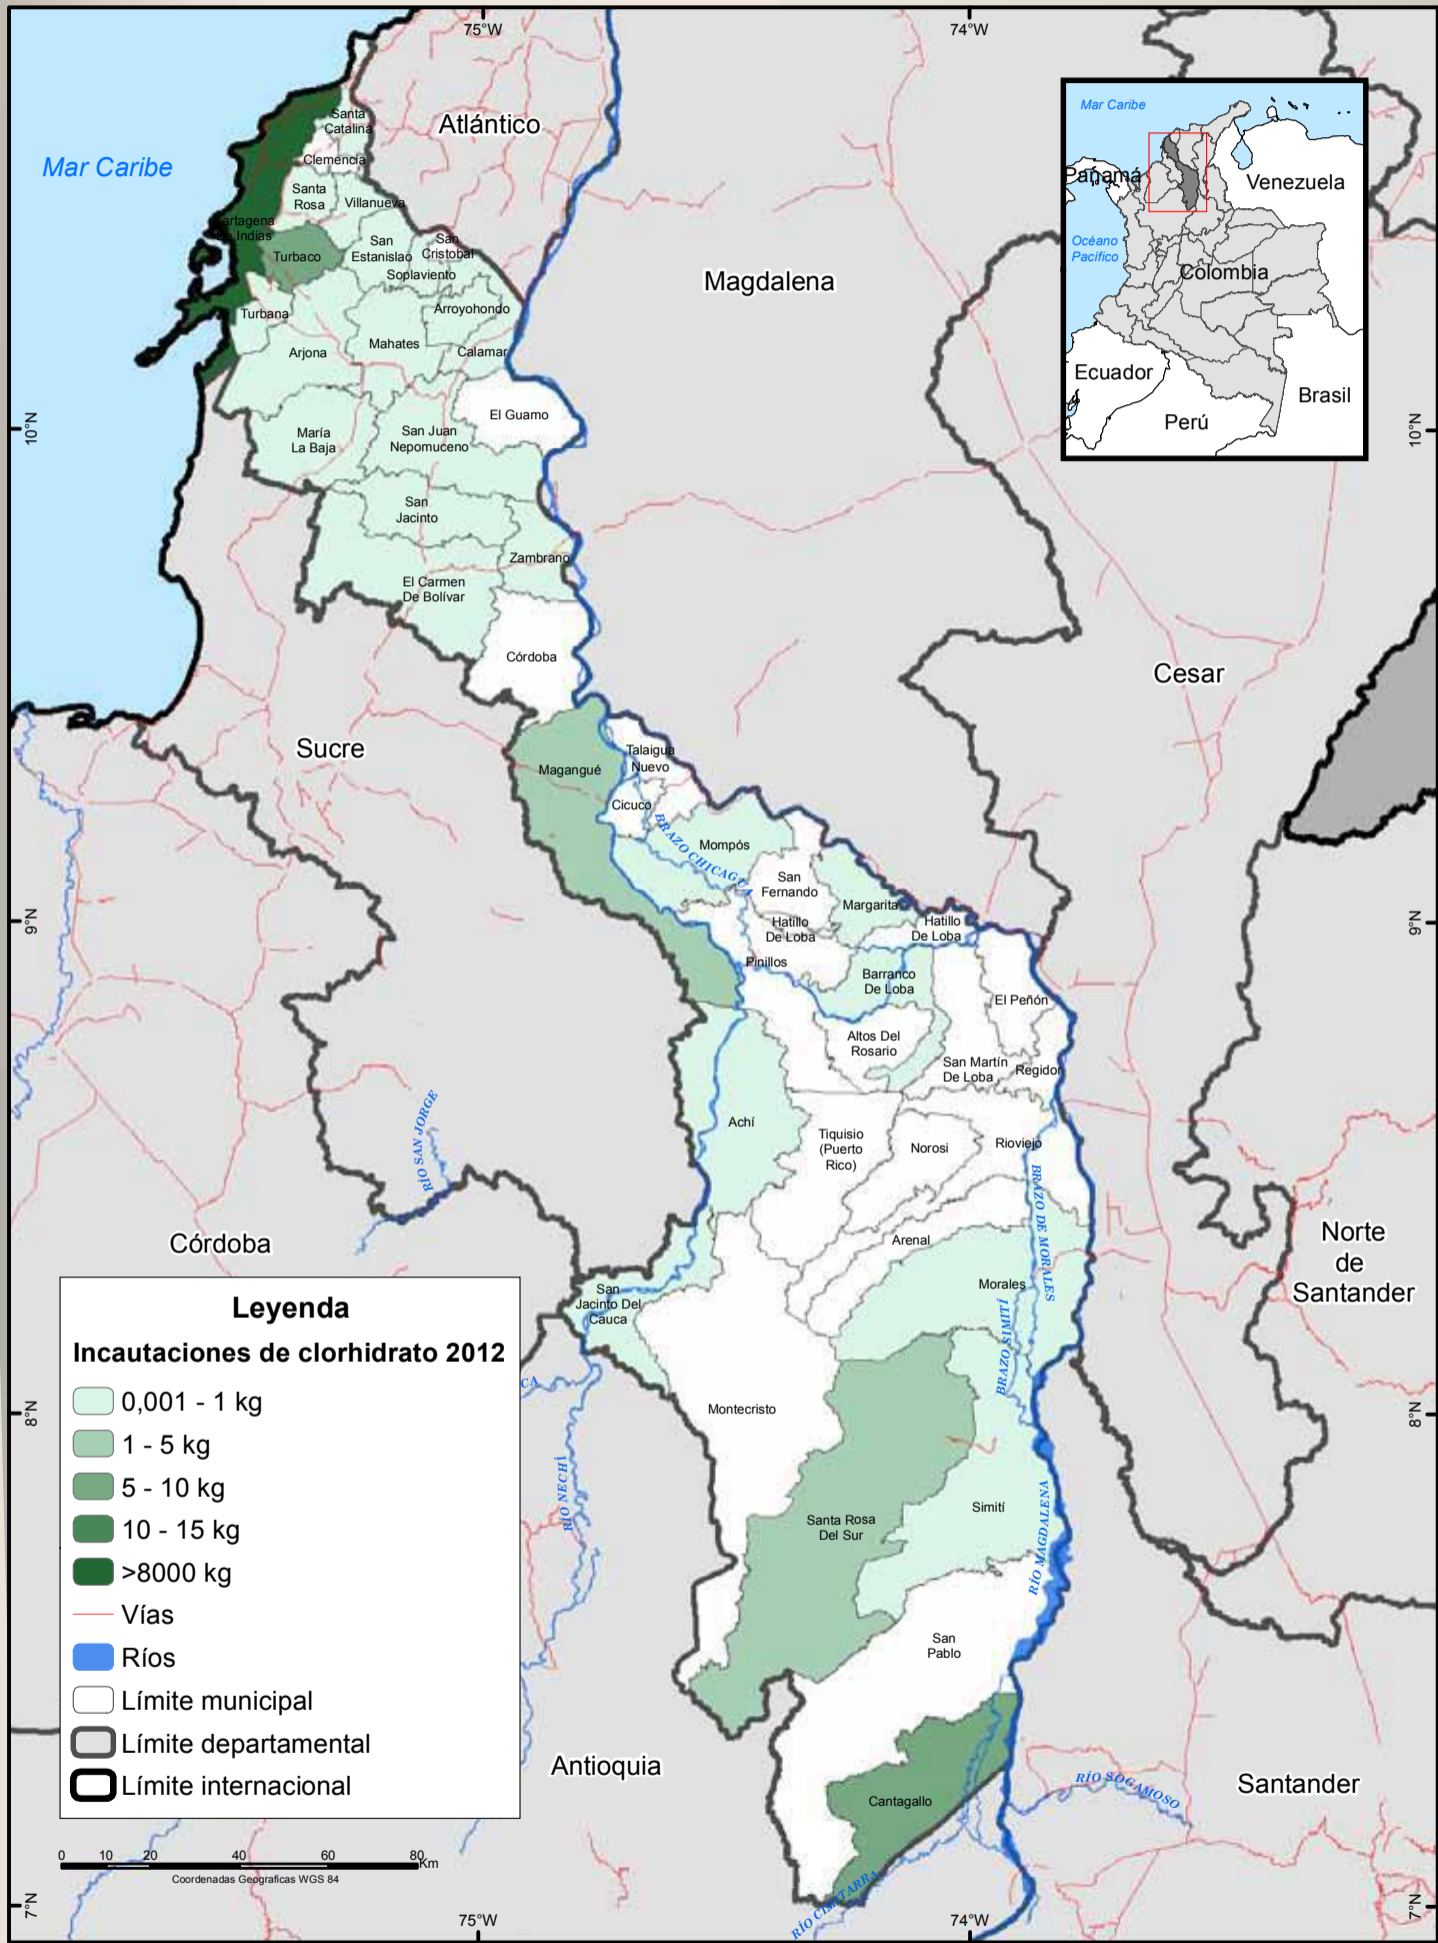 75°W
74°W
Mar Caribe
Atlántico
Magdalena
Cesar
Sucre
Córdoba
Antioquia
Santander
Norte
de
Santander
Mar Caribe
Panamá
Venezuela
Océano
Pacífico
Colombia
Ecuador
Perú
Brasil
Santa
Catalina
Clemencia
Santa
Rosa
Villanueva
Turbaco
San
Estanislao
San
Cristobal
Soplaviento
Turbana
Arroyohondo
Mahates
Arjona
Calamar
El Guamo
María
La Baja
San Juan
Nepomuceno
San
Jacinto
Zambrano
El Carmen
De Bolívar
Córdoba
Magangué
Talaigua
Nuevo
Cicuco
BRAZO CHICAGUA
Mompós
San
Fernando
Margarita
Hatillo
De Loba
Hatillo
De Loba
Pinillos
Barranco
De Loba
El Peñón
Altos Del
Rosario
San Martín
De Loba
Regidor
Achí
Tiquisio
(Puerto
Rico)
Norosi
Rioviejo
BRAZO DE MORALES
Arenal
Morales
San
Jacinto Del
Cauca
BRAZO SIMITÍ
Montecristo
Simití
Santa Rosa
Del Sur
RÍO MAGDALENA
San
Pablo
Cantagallo
RÍO SOGAMOSO
RÍO CIMITARRA
RÍO SAN JORGE
CA
RÍO NECHÍ
10°N
10°N
9°N
9°N
8°N
8°N
7°N
7°N
Leyenda
Incautaciones de clorhidrato 2012
0,001 - 1 kg
1 - 5 kg
5 - 10 kg
10 - 15 kg
>8000 kg
Vías
Ríos
Límite municipal
Límite departamental
Límite internacional
0 10 20 40 60 80 Km
Coordenadas Geograficas WGS 84
75°W
74°W